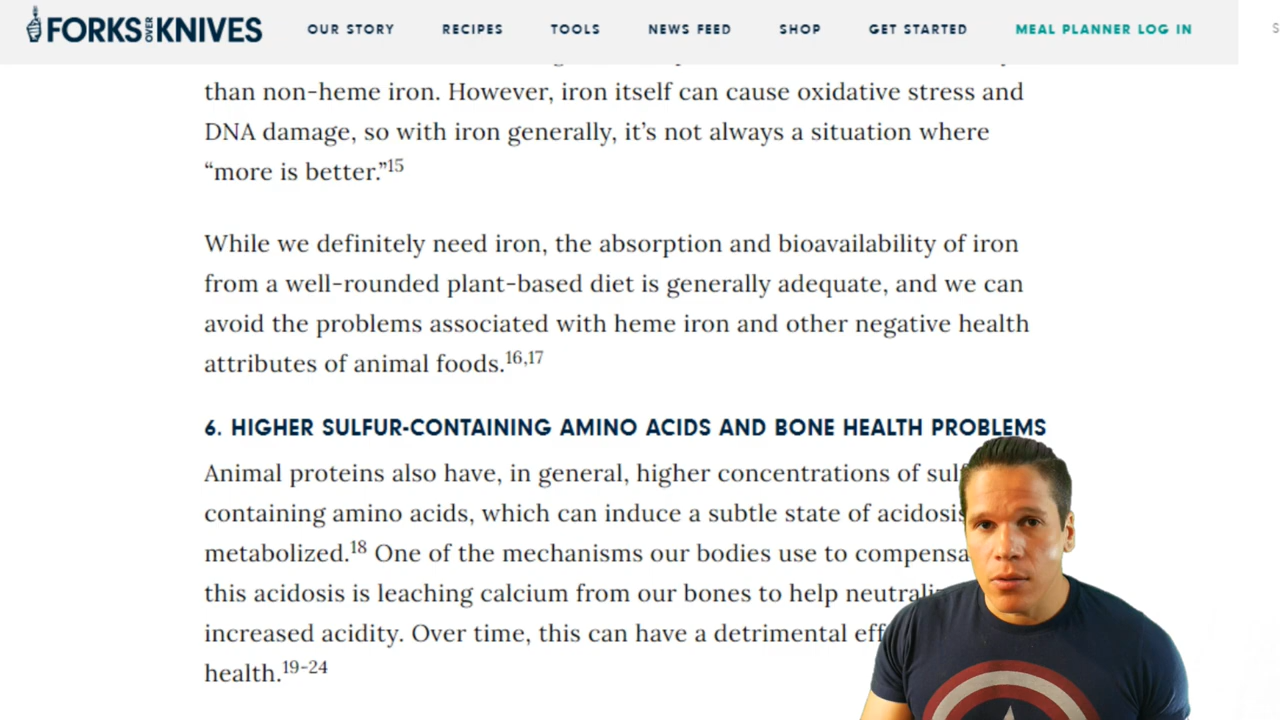 FORKS OVER KNIVES OUR STORY RECIPES TOOLS NEWS FEED SHOP GET STARTED MEAL PLANNER LOG IN S
than non-heme iron. However, iron itself can cause oxidative stress and
DNA damage, so with iron generally, it’s not always a situation where
“more is better.”15
While we definitely need iron, the absorption and bioavailability of iron
from a well-rounded plant-based diet is generally adequate, and we can
avoid the problems associated with heme iron and other negative health
attributes of animal foods.16,17
6. HIGHER SULFUR-CONTAINING AMINO ACIDS AND BONE HEALTH PROBLEMS
Animal proteins also have, in general, higher concentrations of
containing amino acids, which can induce a subtle state of acidosis
metabolized.18 One of the mechanisms our bodies use to
this acidosis is leaching calcium from our bones to help
increased acidity. Over time, this can have a detrimental
health.19-24